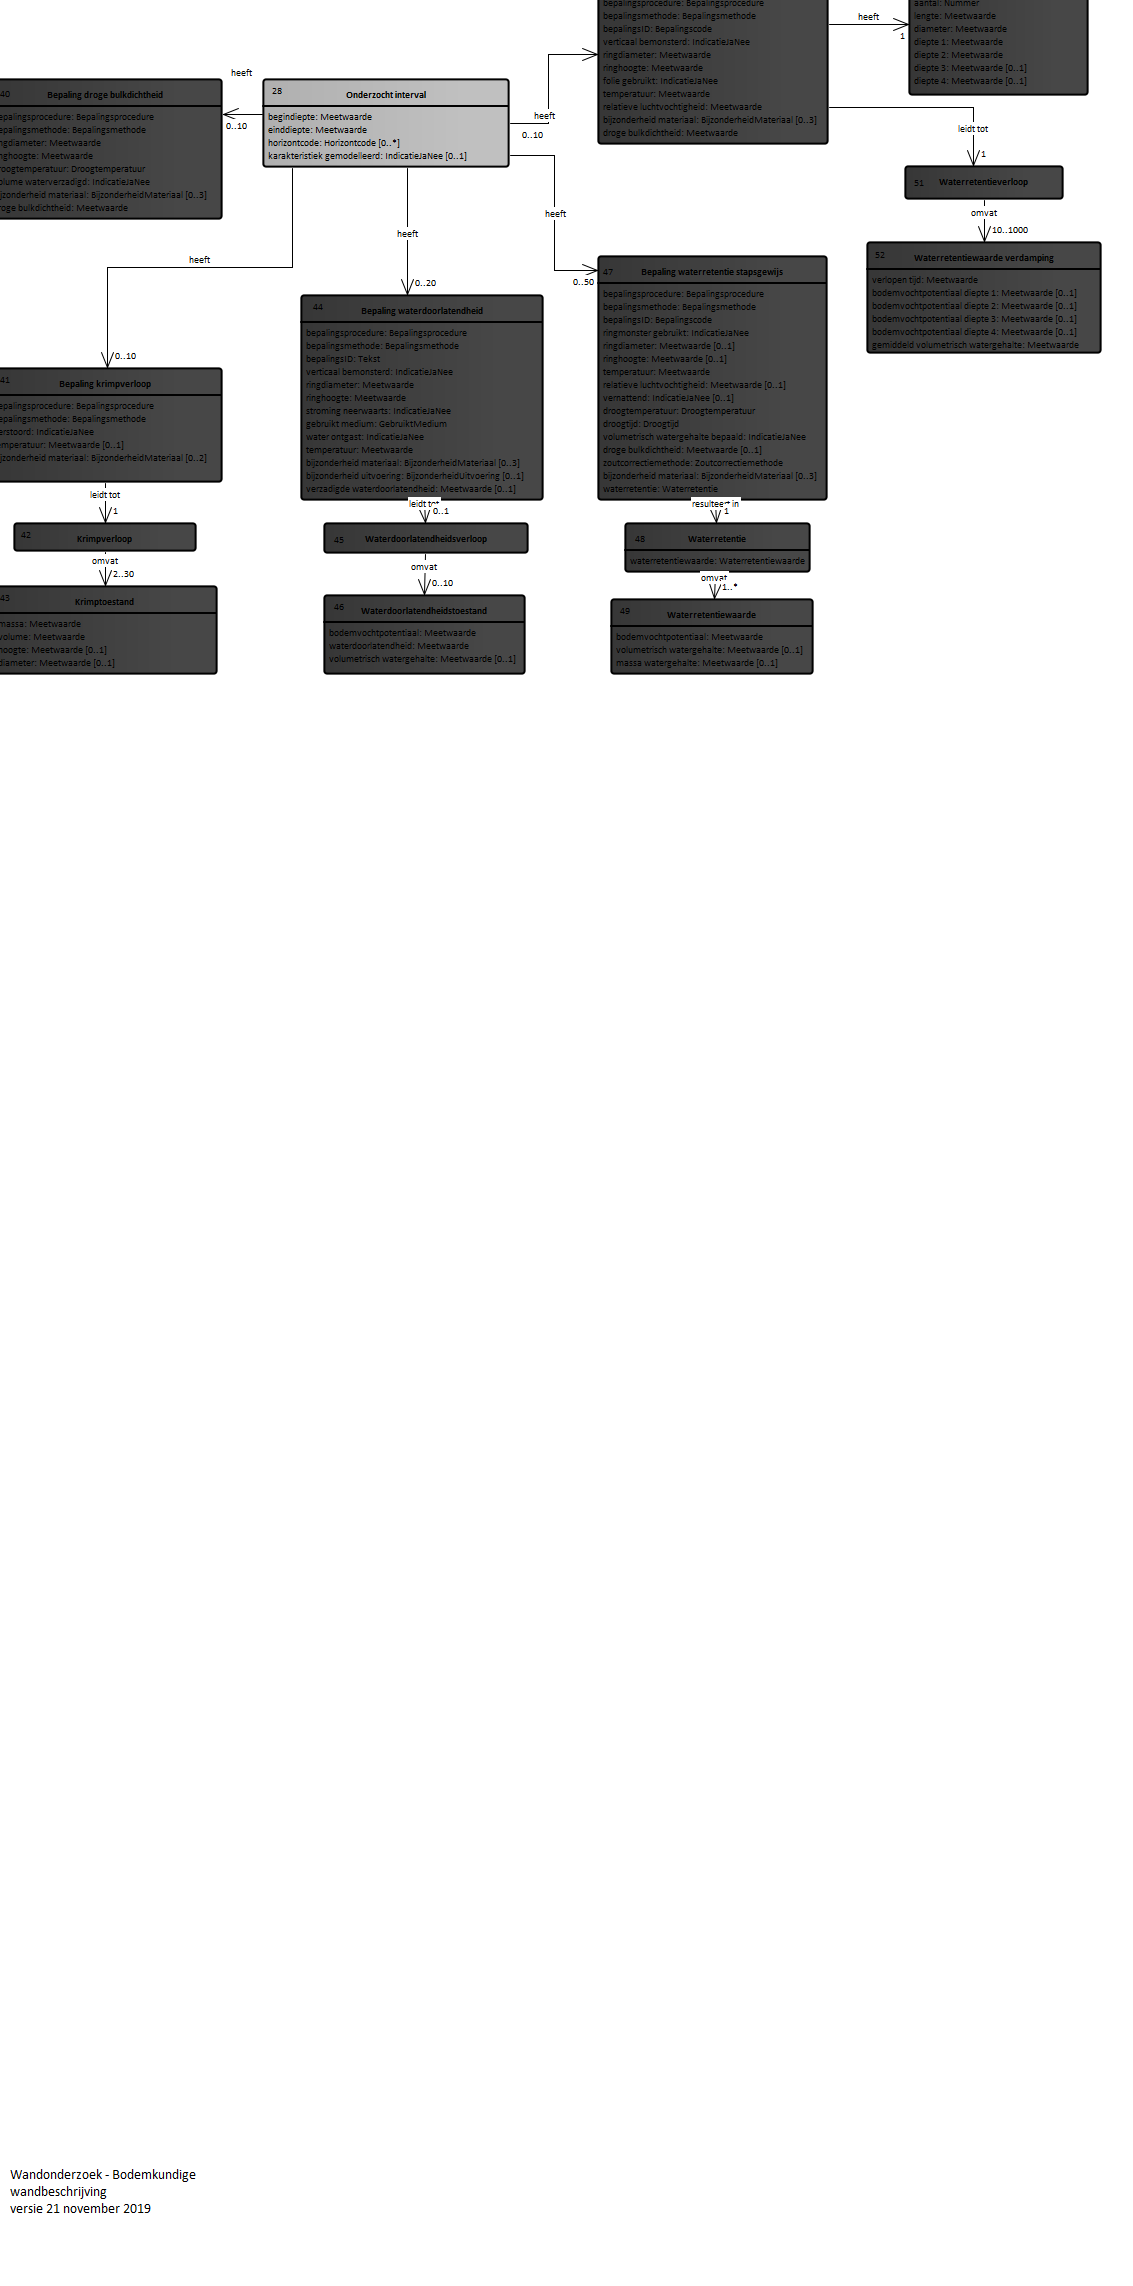 bepalingsprocedure: Bepalingsprocedure
bepalingsmethode: Bepalingsmethode
bepalingsID: Bepalingscode
verticaal bemonsterd: IndicatieJaNee
ringdiameter: Meetwaarde
ringhoogte: Meetwaarde
folie gebruikt: IndicatieJaNee
temperatuur: Meetwaarde
relatieve luchtvochtigheid: Meetwaarde
bijzonderheid materiaal: BijzonderheidMateriaal [0..3]
droge bulkdichtheid: Meetwaarde
heeft
1
aantal: Nummer
lengte: Meetwaarde
diameter: Meetwaarde
diepte 1: Meetwaarde
diepte 2: Meetwaarde
diepte 3: Meetwaarde [0..1]
diepte 4: Meetwaarde [0..1]
heeft
0..10
40
Bepaling droge bulkdichtheid
epalingsprocedure: Bepalingsprocedure
epalingsmethode: Bepalingsmethode
ngdiameter: Meetwaarde
nghoogte: Meetwaarde
roogtemperatuur: Droogtemperatuur
olume waterverzadigd: IndicatieJaNee
ijzonderheid materiaal: BijzonderheidMateriaal [0..3]
roge bulkdichtheid: Meetwaarde
28
Onderzocht interval
begindiepte: Meetwaarde
einddiepte: Meetwaarde
horizontcode: Horizontcode [0..*]
karakteristiek gemodelleerd: IndicatieJaNee [0..1]
heeft
0..10
leidt tot
1
51
Waterretentieverloop
omvat
10..1000
52
Waterretentiewaarde verdamping
verlopen tijd: Meetwaarde
bodemvochtpotentiaal diepte 1: Meetwaarde [0..1]
bodemvochtpotentiaal diepte 2: Meetwaarde [0..1]
bodemvochtpotentiaal diepte 3: Meetwaarde [0..1]
bodemvochtpotentiaal diepte 4: Meetwaarde [0..1]
gemiddeld volumetrisch watergehalte: Meetwaarde
heeft
0..10
heeft
0..20
heeft
0..50
41
Bepaling krimpverloop
epalingsprocedure: Bepalingsprocedure
epalingsmethode: Bepalingsmethode
erstoord: IndicatieJaNee
emperatuur: Meetwaarde [0..1]
ijzonderheid materiaal: BijzonderheidMateriaal [0..2]
leidt tot
1
42
Krimpverloop
omvat
2..30
43
Krimptoestand
massa: Meetwaarde
volume: Meetwaarde
hoogte: Meetwaarde [0..1]
diameter: Meetwaarde [0..1]
44
Bepaling waterdoorlatendheid
bepalingsprocedure: Bepalingsprocedure
bepalingsmethode: Bepalingsmethode
bepalingsID: Tekst
verticaal bemonsterd: IndicatieJaNee
ringdiameter: Meetwaarde
ringhoogte: Meetwaarde
stroming neerwaarts: IndicatieJaNee
gebruikt medium: GebruiktMedium
water ontgast: IndicatieJaNee
temperatuur: Meetwaarde
bijzonderheid materiaal: BijzonderheidMateriaal [0..3]
bijzonderheid uitvoering: BijzonderheidUitvoering [0..1]
verzadigde waterdoorlatendheid: Meetwaarde [0..1]
leidt tot
0..1
45
Waterdoorlatendheidsverloop
omvat
0..10
46
Waterdoorlatendheidstoestand
bodemvochtpotentiaal: Meetwaarde
waterdoorlatendheid: Meetwaarde
volumetrisch watergehalte: Meetwaarde [0..1]
47
Bepaling waterretentie stapsgewijs
bepalingsprocedure: Bepalingsprocedure
bepalingsmethode: Bepalingsmethode
bepalingsID: Bepalingscode
ringmonster gebruikt: IndicatieJaNee
ringdiameter: Meetwaarde [0..1]
ringhoogte: Meetwaarde [0..1]
temperatuur: Meetwaarde
relatieve luchtvochtigheid: Meetwaarde [0..1]
vernattend: IndicatieJaNee [0..1]
droogtemperatuur: Droogtemperatuur
droogtijd: Droogtijd
volumetrisch watergehalte bepaald: IndicatieJaNee
droge bulkdichtheid: Meetwaarde [0..1]
zoutcorrectiemethode: Zoutcorrectiemethode
bijzonderheid materiaal: BijzonderheidMateriaal [0..3]
waterretentie: Waterretentie
resulteert in
1
48
Waterretentie
waterretentiewaarde: Waterretentiewaarde
omvat
1..*
49
Waterretentiewaarde
bodemvochtpotentiaal: Meetwaarde
volumetrisch watergehalte: Meetwaarde [0..1]
massa watergehalte: Meetwaarde [0..1]
Wandonderzoek - Bodemkundige
wandbeschrijving
versie 21 november 2019